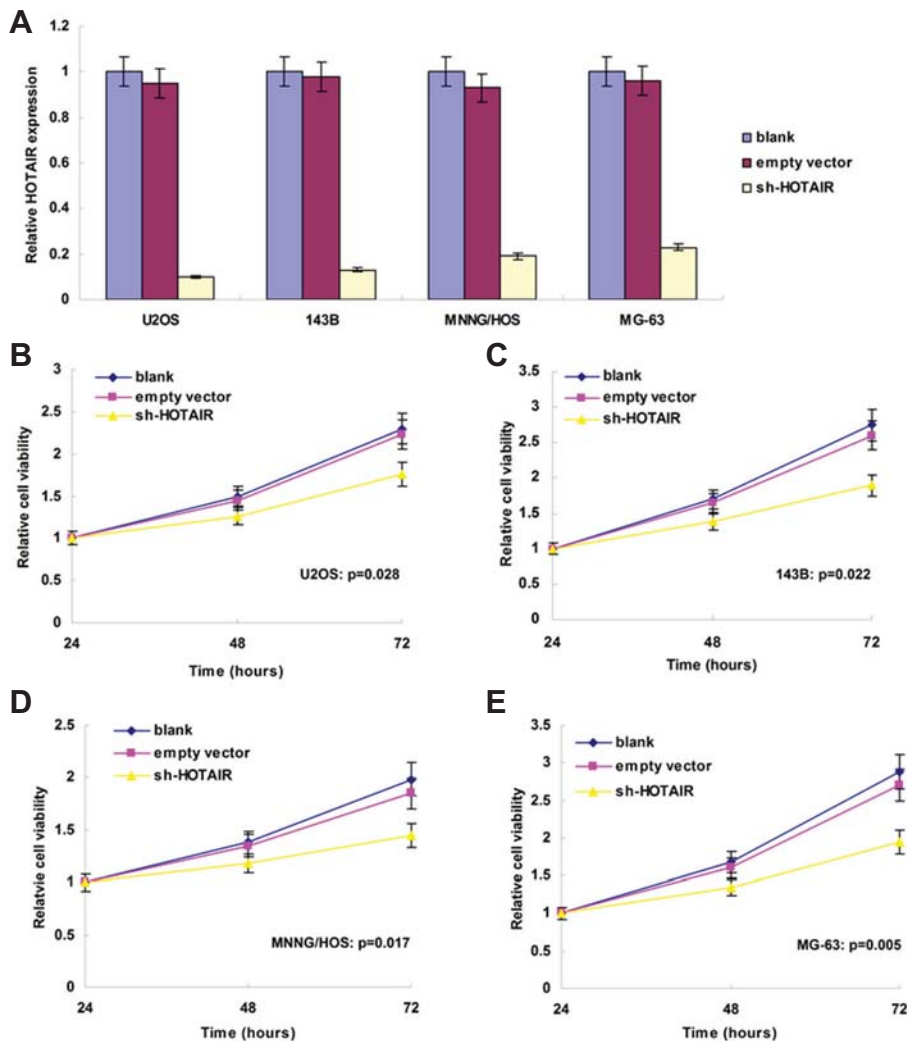 A
1.2
1
0.8
0.6
0.4
0.2
0
Relative HOTAIR expression
U2OS
143B
MNNG/HOS
MG-63
blank
empty vector
sh-HOTAIR
B
3
2.5
2
1.5
1
0.5
0
Relative cell viability
blank
empty vector
sh-HOTAIR
U2OS: p=0.028
24
48
72
Time (hours)
C
3.5
3
2.5
2
1.5
1
0.5
0
Relative cell viability
blank
empty vector
sh-HOTAIR
143B: p=0.022
24
48
72
Time (hours)
D
2.5
2
1.5
1
0.5
0
Relatvie cell viability
blank
empty vector
sh-HOTAIR
MNNG/HOS: p=0.017
24
48
72
Time (hours)
E
3.5
3
2.5
2
1.5
1
0.5
0
Relative cell viability
blank
empty vector
sh-HOTAIR
MG-63: p=0.005
24
48
72
Time (hours)